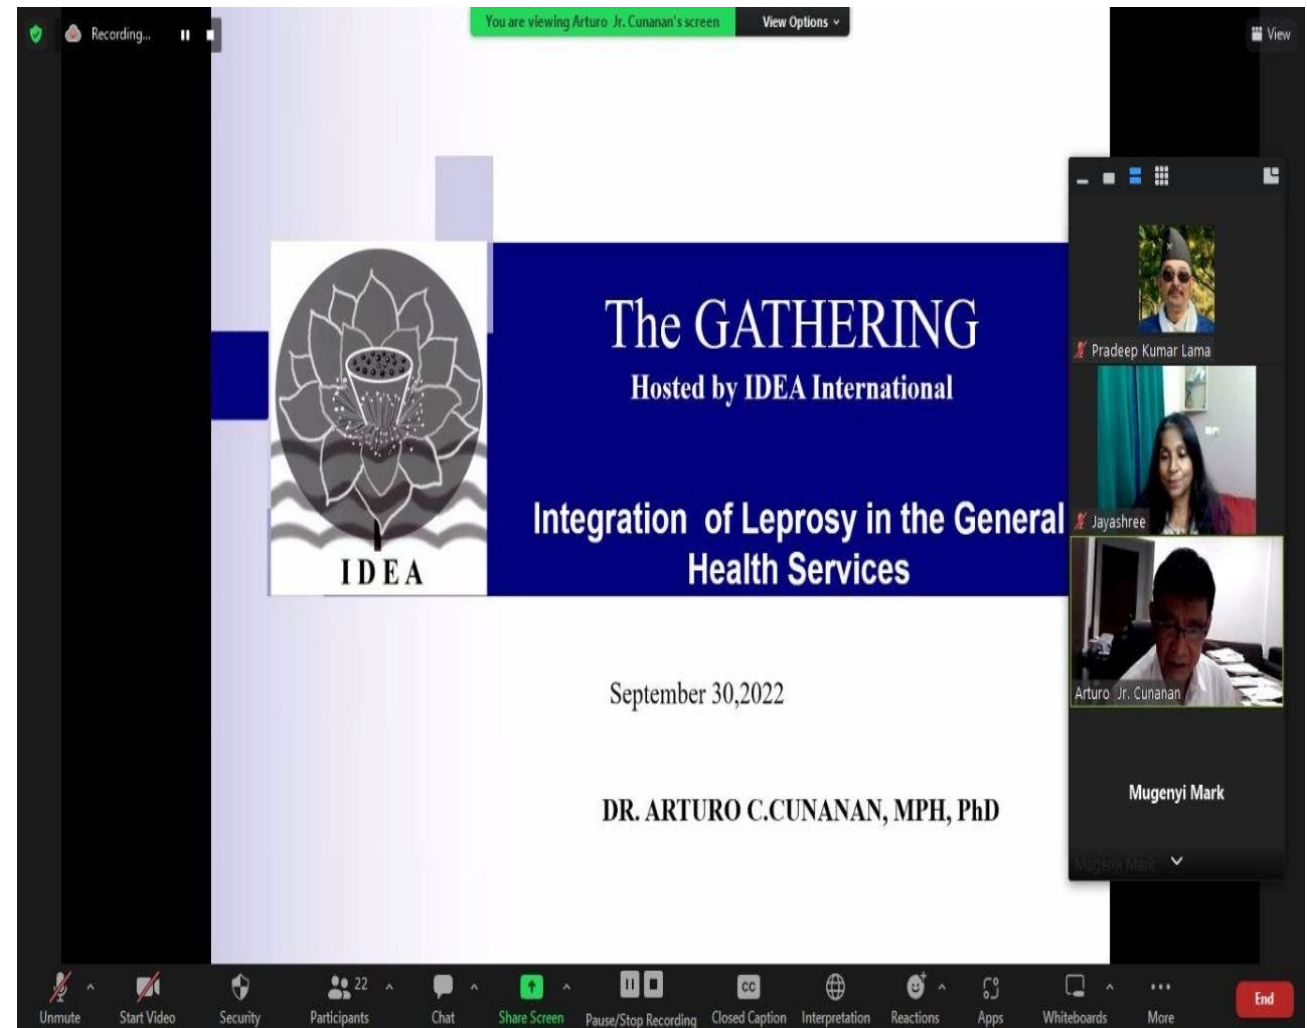 Recording...
You are viewing Arturo Jr. Cunanan's screen
View Options
View
The GATHERING
Hosted by IDEA International
Integration of Leprosy in the General
Health Services
IDEA
September 30,2022
DR. ARTURO C.CUNANAN, MPH, PhD
Pradeep Kumar Lama
Jayashree
Arturo Jr. Cunanan
Mugenyi Mark
Mugenyi Mark
Unmute
Start Video
Security
22
Participants
Chat
Share Screen
Pause/Stop Recording
CC
Closed Caption
Interpretation
Reactions
Apps
Whiteboards
More
End